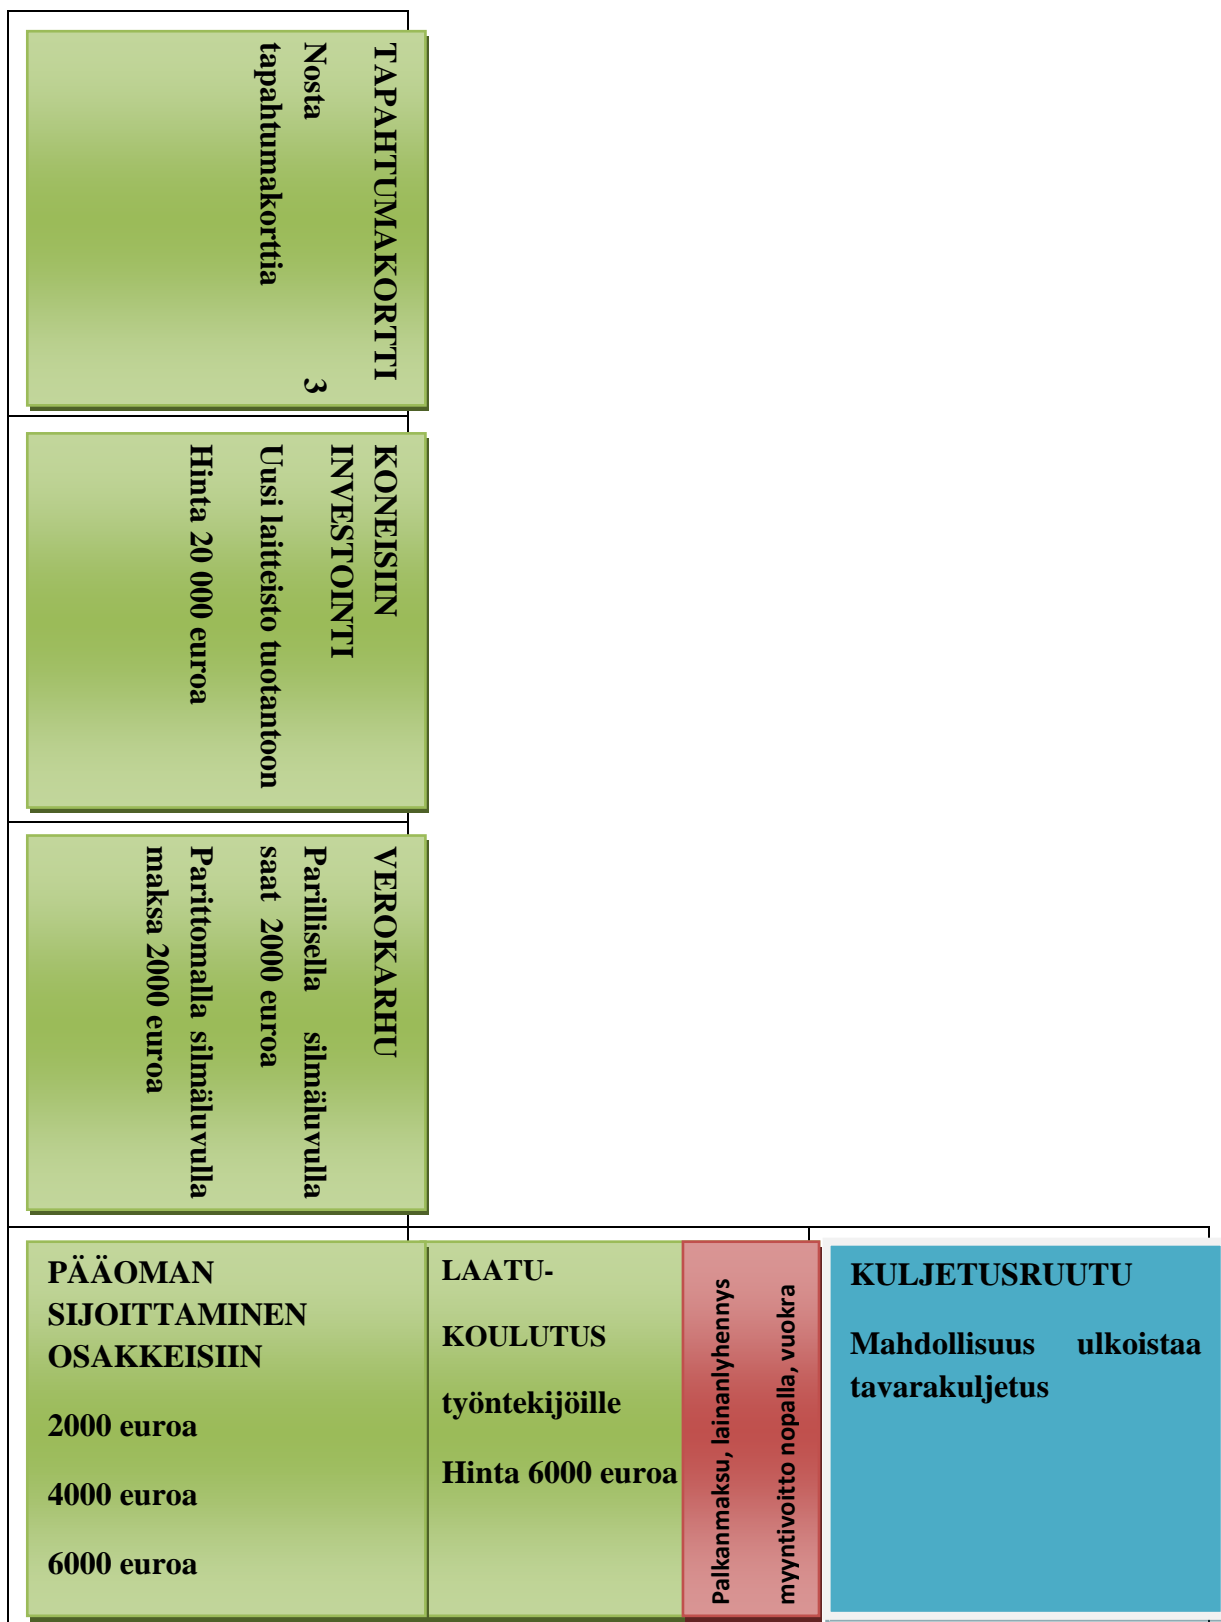 TAPAHTUMAKORTTI
Nosta 3
tapahtumakorttia
KONEISIIN
INVESTOINTI
Uusi laitteisto tuotantoon
Hinta 20 000 euroa
VEROKARHU
Parillisella silmäluvulla
saat 2000 euroa
Parittomalla silmäluvulla
maksa 2000 euroa
PÄÄOMAN
SIJOITTAMINEN
OSAKKEISIIN
2000 euroa
4000 euroa
6000 euroa
LAATU-
KOULUTUS
työntekijöille
Hinta 6000 euroa
Palkanmaksu, lainanlyhennys
myyntivoitto nopalla, vuokra
KULJETUSRUUTU
Mahdollisuus ulkoistaa
tavarakuljetus